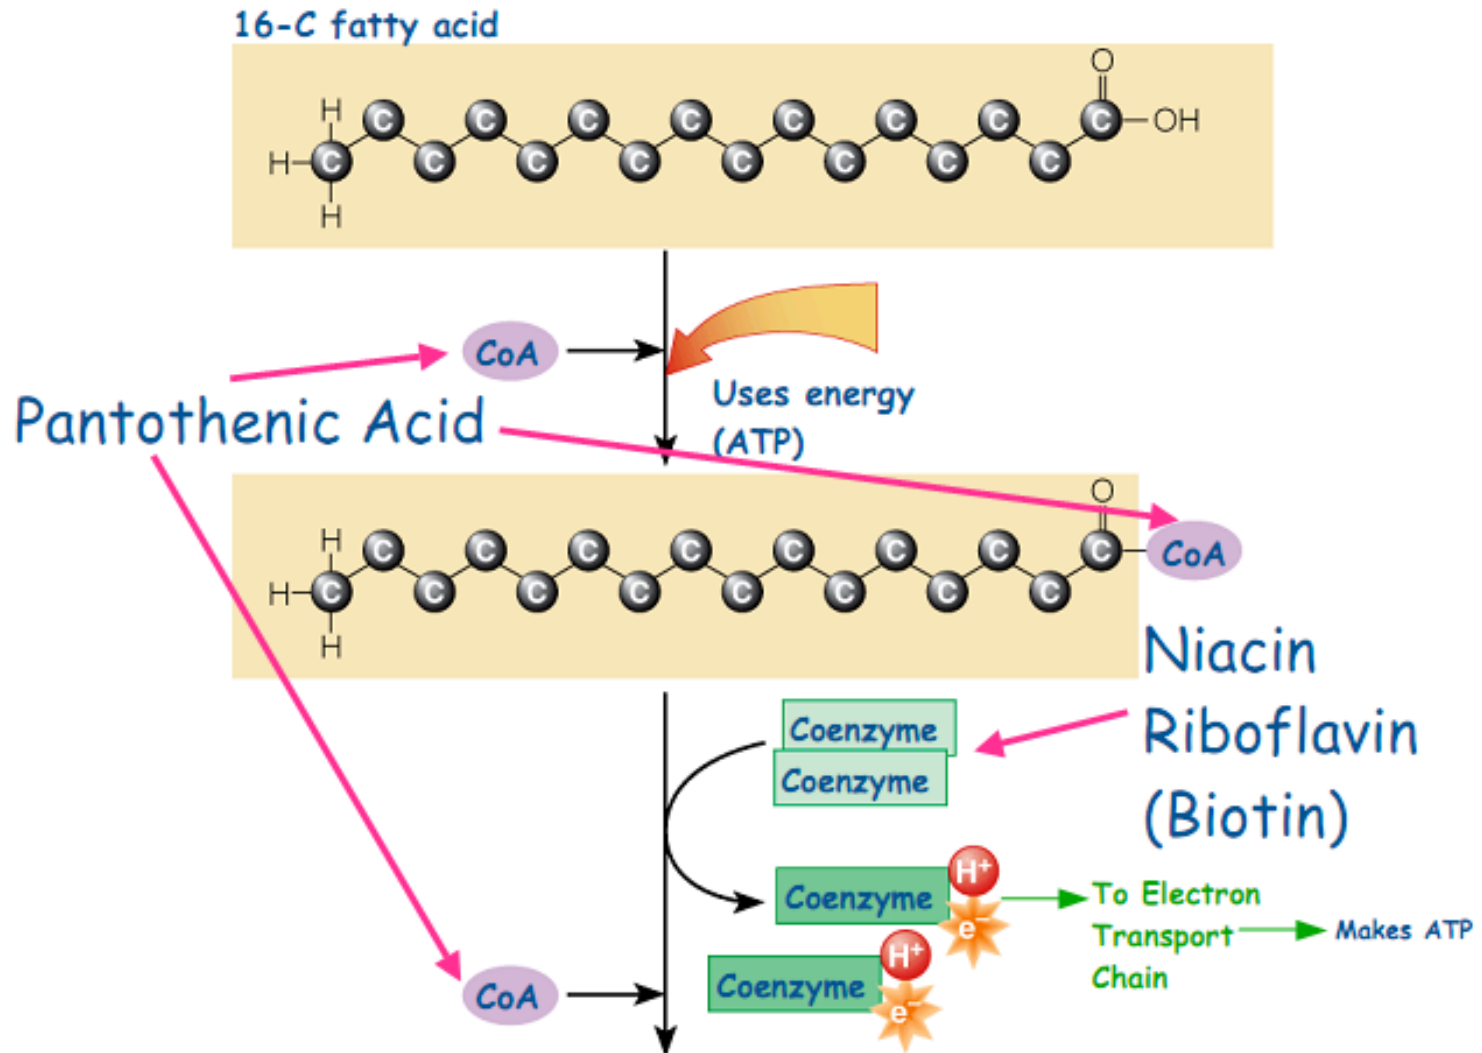 16-C fatty acid
O
H C C C C C C C C C-OH
H-C C C C C C C C
H
CoA
Uses energy
(ATP)
Pantothenic Acid
O
H C C C C C C C C C CoA
H-C C C C C C C C
H
Niacin
Riboflavin
(Biotin)
Coenzyme
Coenzyme
Coenzyme H+ e-
To Electron
Transport
Chain
Makes ATP
Coenzyme H+ e-
CoA